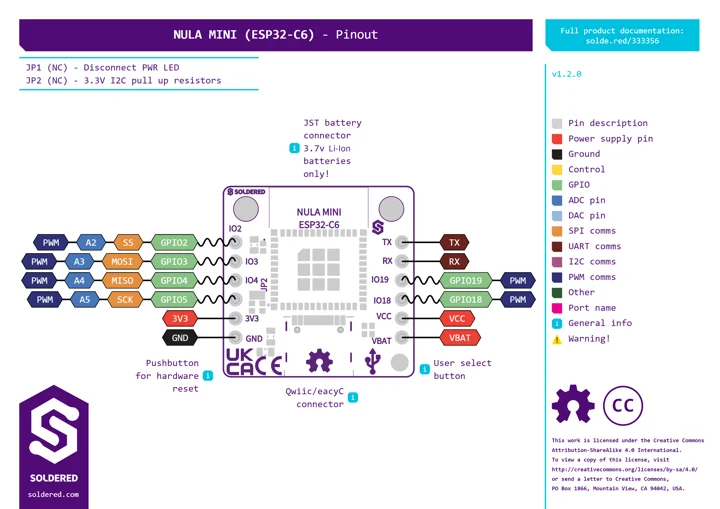 NULA MINI (ESP32-C6) - Pinout
Full product documentation:
solde.red/333356
JP1 (NC) - Disconnect PWR LED
JP2 (NC) - 3.3V I2C pull up resistors
v1.2.0
Pin description
Power supply pin
Ground
Control
GPIO
ADC pin
DAC pin
SPI comms
UART comms
I2C comms
PWM comms
Other
Port name
i General info
! Warning!
JST battery
connector
i 3.7v Li-Ion
batteries
only!
SOLDERED
NULA MINI
ESP32-C6
IO2
PWM A2 SS GPIO2
TX TX
PWM A3 MOSI GPIO3 IO3
RX RX
PWM A4 MISO GPIO4 IO4
IO19 GPIO19 PWM
JP2
PWM A5 SCK GPIO5
IO18 GPIO18 PWM
3V3 3V3
VCC VCC
GND GND
VBAT VBAT
UK
CA CE
Pushbutton
for hardware i
reset
i User select
button
Qwiic/eacyC i
connector
SOLDERED
soldered.com
CC
This work is licensed under the Creative Commons
Attribution-ShareAlike 4.0 International.
To view a copy of this license, visit
http://creativecommons.org/licenses/by-sa/4.0/
or send a letter to Creative Commons,
PO Box 1866, Mountain View, CA 94042, USA.